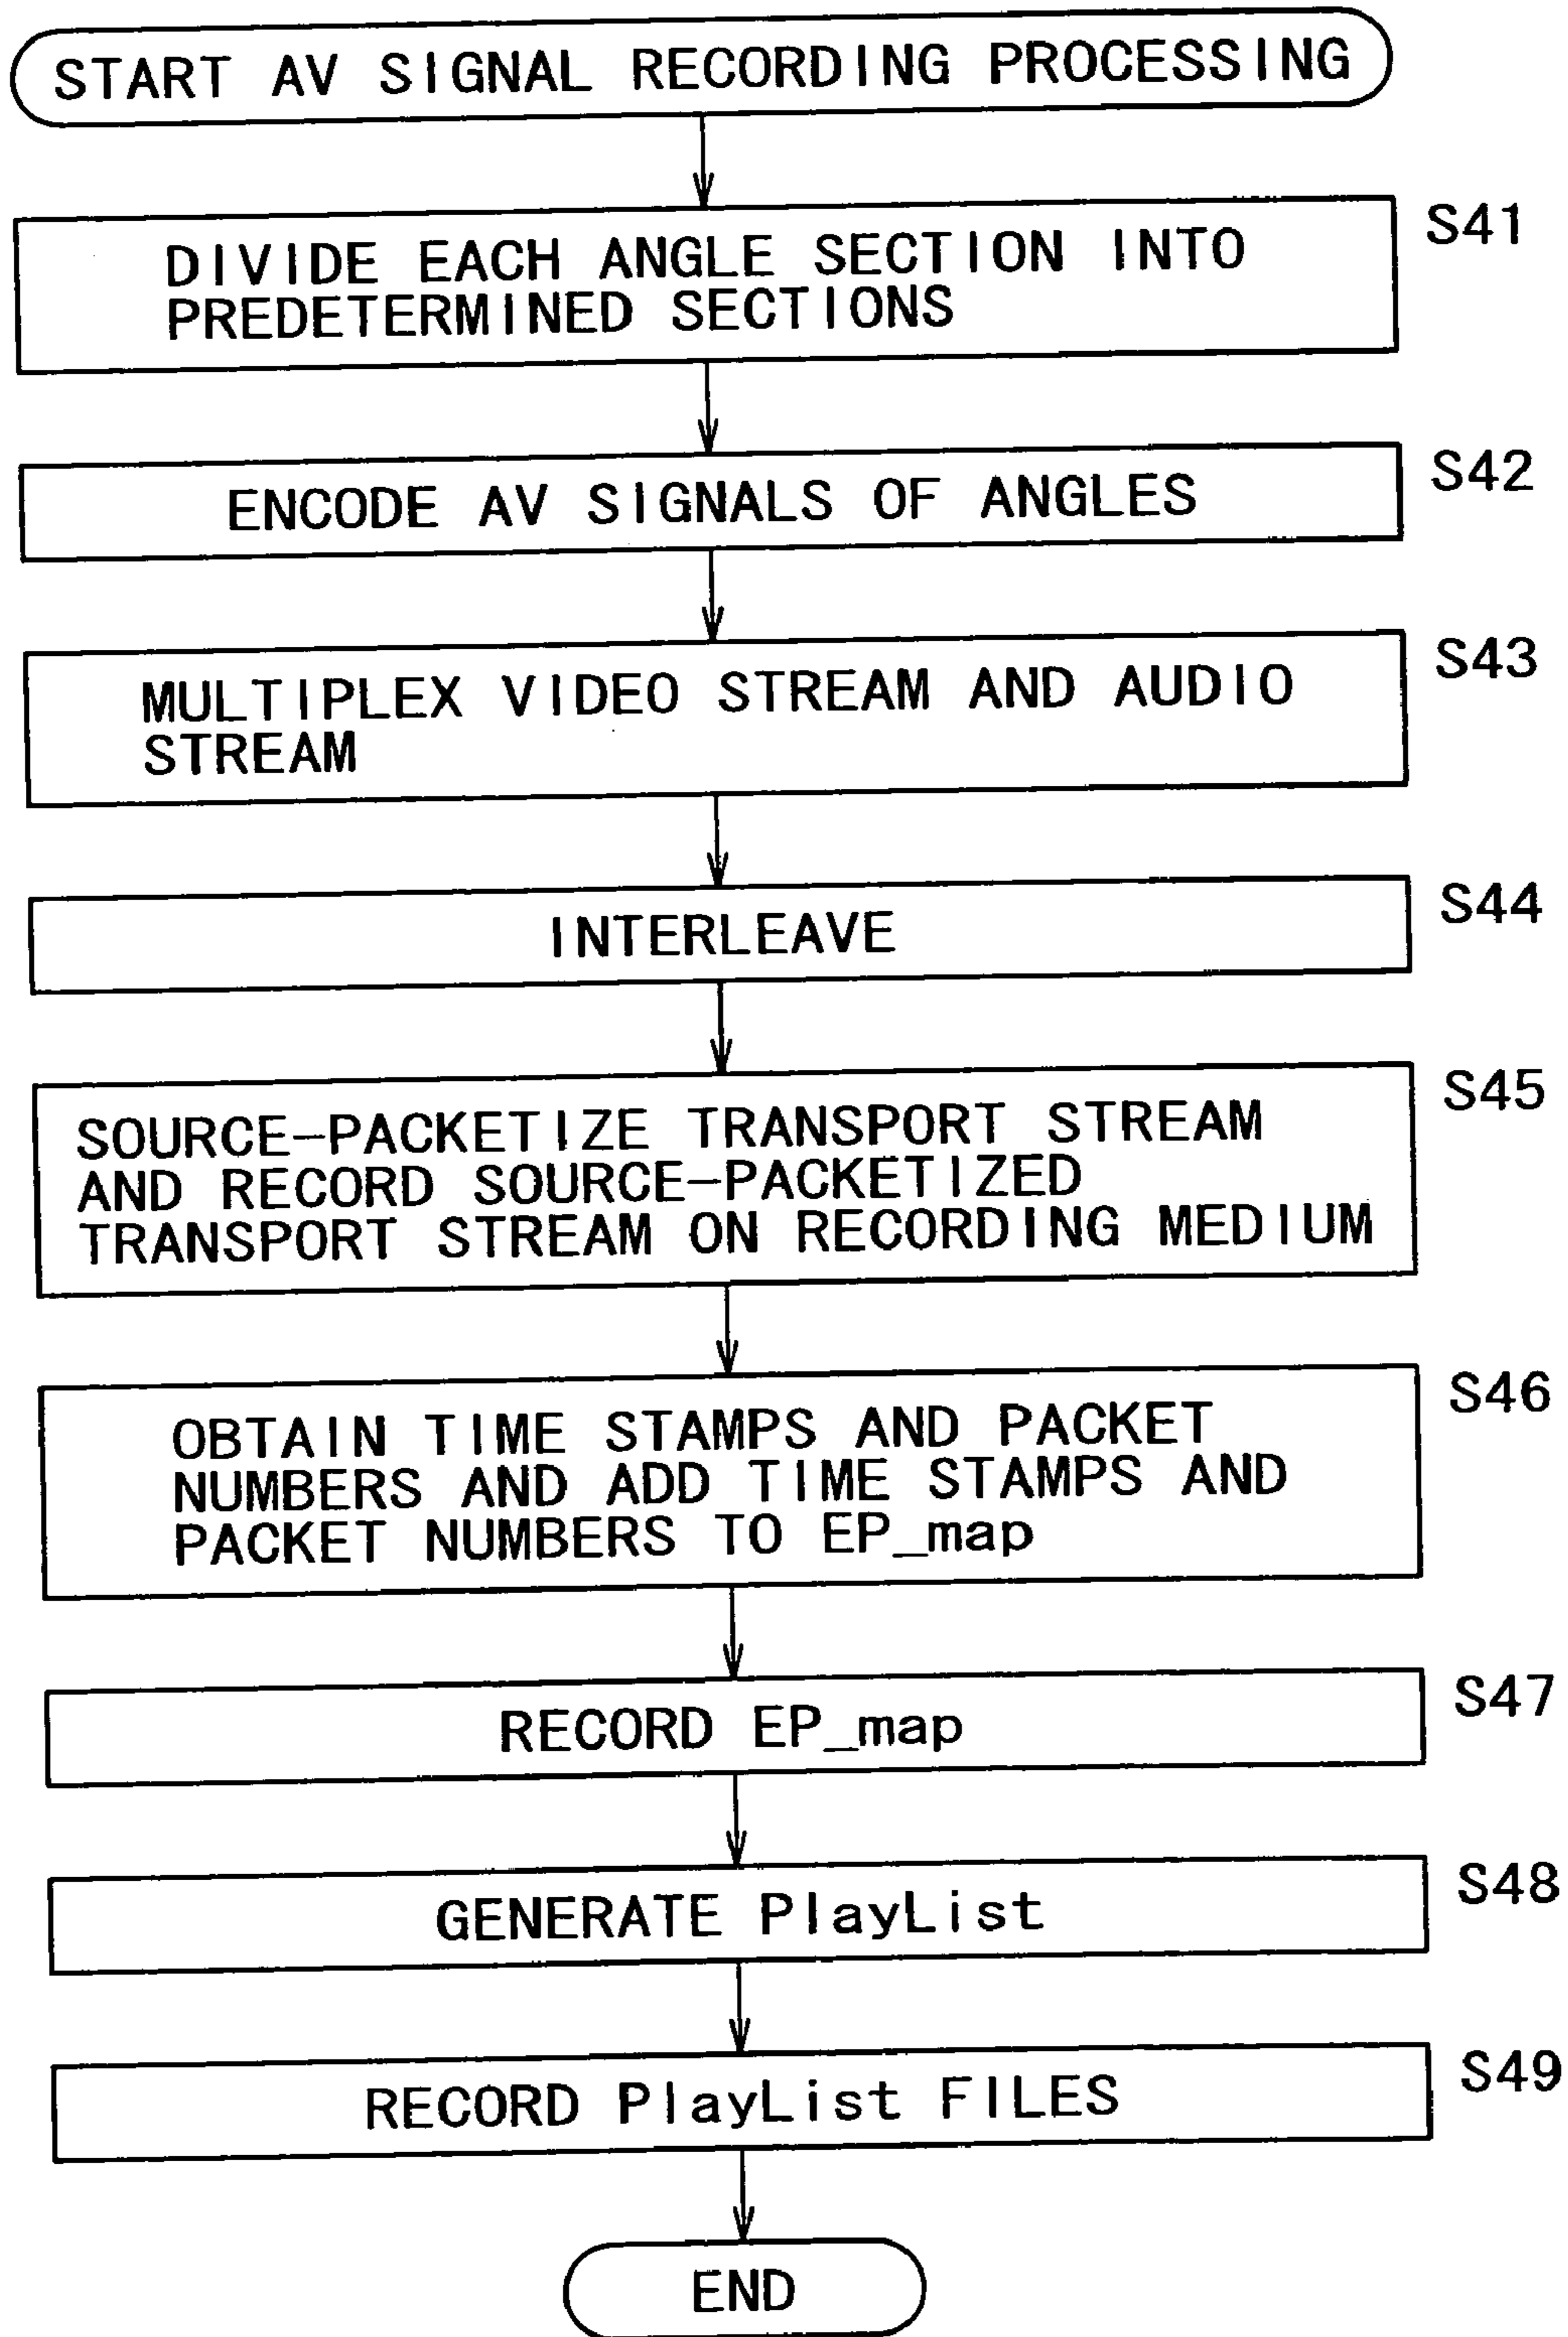 START AV SIGNAL RECORDING PROCESSING
S41
DIVIDE EACH ANGLE SECTION INTO
PREDETERMINED SECTIONS
S42
ENCODE AV SIGNALS OF ANGLES
S43
MULTIPLEX VIDEO STREAM AND AUDIO
STREAM
S44
INTERLEAVE
S45
SOURCE-PACKETIZE TRANSPORT STREAM
AND RECORD SOURCE-PACKETIZED
TRANSPORT STREAM ON RECORDING MEDIUM
S46
OBTAIN TIME STAMPS AND PACKET
NUMBERS AND ADD TIME STAMPS AND
PACKET NUMBERS TO EP_map
S47
RECORD EP_map
S48
GENERATE PlayList
S49
RECORD PlayList FILES
END